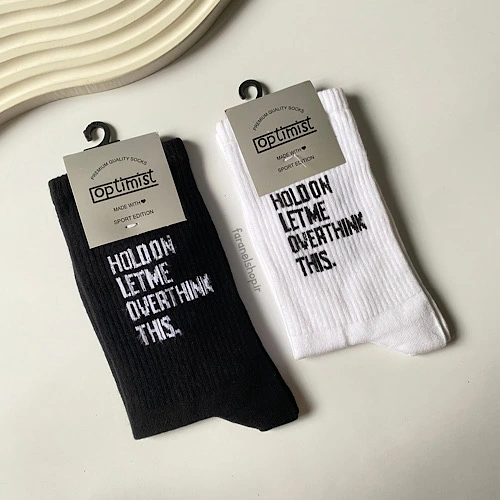 PREMIUM QUALITY SOCKS
optimist
MADE WITH ♥
SPORT EDITION
HOLD ON
LET ME
OVERTHINK
THIS.
PREMIUM QUALITY SOCKS
optimist
MADE WITH ♥
SPORT EDITION
HOLD ON
LET ME
OVERTHINK
THIS.
faranelshop.ir